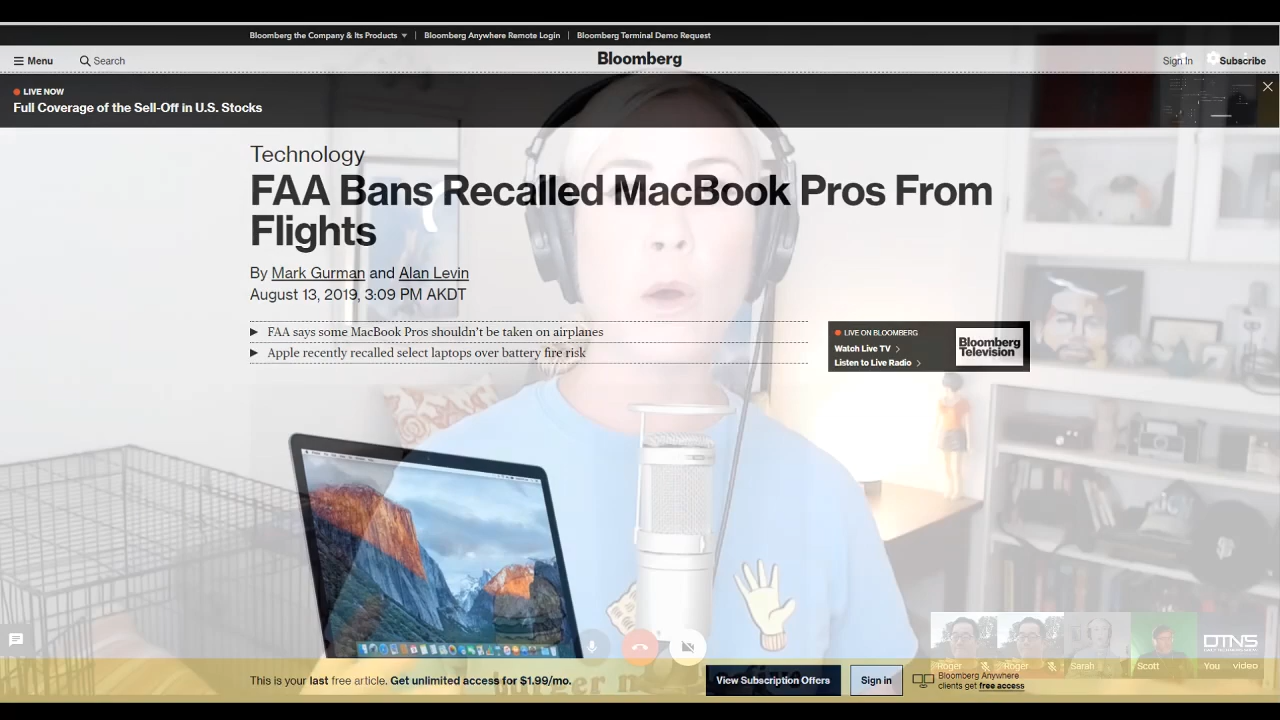 Bloomberg the Company & Its Products
Bloomberg Anywhere Remote Login
Bloomberg Terminal Demo Request
Menu
Search
Bloomberg
Sign In
Subscribe
LIVE NOW
Full Coverage of the Sell-Off in U.S. Stocks
Technology
FAA Bans Recalled MacBook Pros From
Flights
By Mark Gurman and Alan Levin
August 13, 2019, 3:09 PM AKDT
FAA says some MacBook Pros shouldn't be taken on airplanes
Apple recently recalled select laptops over battery fire risk
LIVE ON BLOOMBERG
Watch Live TV
Listen to Live Radio
Bloomberg
Television
DTNS
Roger
Roger
Sarah
Scott
You
video
This is your last free article. Get unlimited access for $1.99/mo.
View Subscription Offers
Sign in
Bloomberg Anywhere
clients get free access